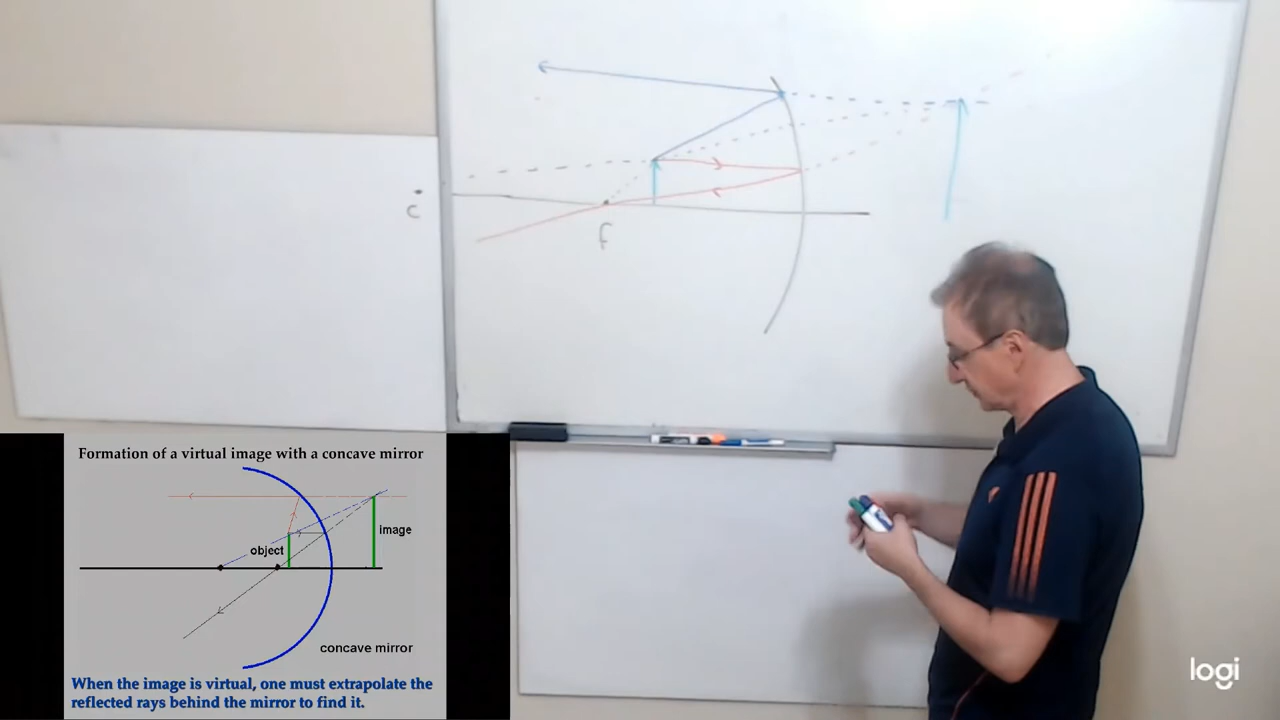 C
f
Formation of a virtual image with a concave mirror
image
object
concave mirror
When the image is virtual, one must extrapolate the
reflected rays behind the mirror to find it.
logi